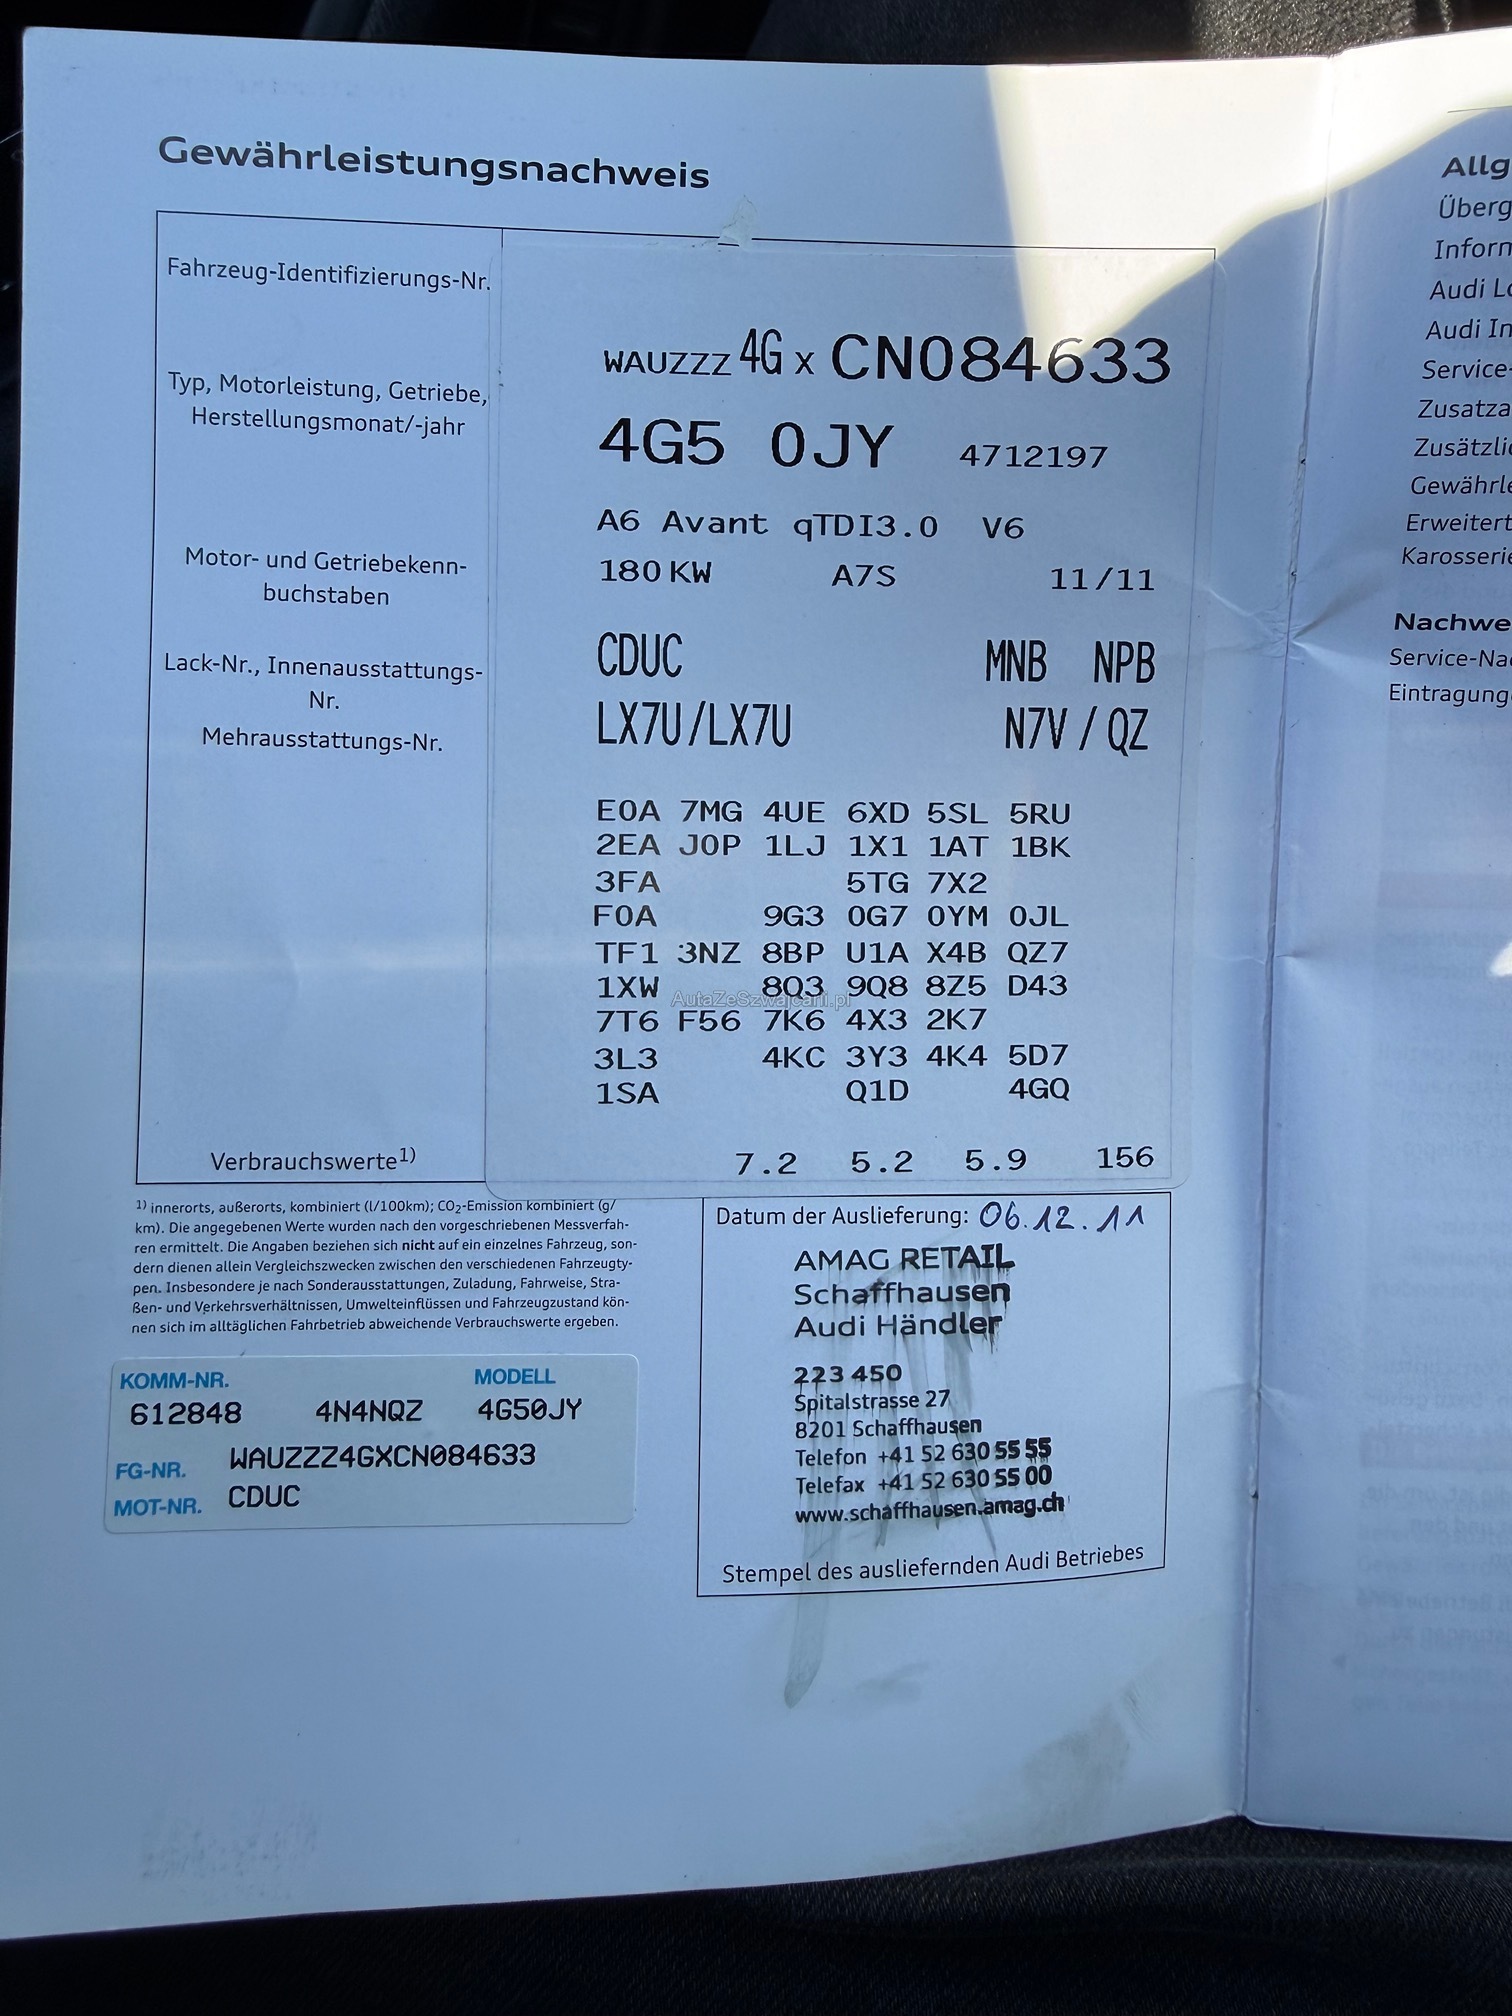 Gewährleistungsnachweis
Fahrzeug-Identifizierungs-Nr.
WAUZZZ 4G X CN084633
Typ, Motorleistung, Getriebe,
Herstellungsmonat/-jahr
4G5 0JY 4712197
A6 Avant qTDI3.0 V6
180 KW A7S 11/11
Motor- und Getriebekenn-
buchstaben
CDUC MNB NPB
Lack-Nr., Innenausstattungs-
Nr.
LX7U/LX7U N7V / QZ
Mehrausstattungs-Nr.
E0A 7MG 4UE 6XD 5SL 5RU
2EA J0P 1LJ 1X1 1AT 1BK
3FA 5TG 7X2
F0A 9G3 0G7 0YM 0JL
TF1 3NZ 8BP U1A X4B QZ7
1XW 8Q3 9Q8 8Z5 D43
AutaZeSzwajcarii.pl
7T6 F56 7K6 4X3 2K7
3L3 4KC 3Y3 4K4 5D7
1SA Q1D 4GQ
Verbrauchswerte1) 7.2 5.2 5.9 156
1) innerorts, außerorts, kombiniert (l/100km); CO2-Emission kombiniert (g/
km). Die angegebenen Werte wurden nach den vorgeschriebenen Messverfah-
ren ermittelt. Die Angaben beziehen sich nicht auf ein einzelnes Fahrzeug, son-
dern dienen allein Vergleichszwecken zwischen den verschiedenen Fahrzeugty-
pen. Insbesondere je nach Sonderausstattungen, Zuladung, Fahrweise, Stra-
ßen- und Verkehrsverhältnissen, Umwelteinflüssen und Fahrzeugzustand kön-
nen sich im alltäglichen Fahrbetrieb abweichende Verbrauchswerte ergeben.
KOMM-NR. MODELL
612848 4N4NQZ 4G50JY
FG-NR. WAUZZZ4GXCN084633
MOT-NR. CDUC
Datum der Auslieferung: 06.12.11
AMAG RETAIL
Schaffhausen
Audi Händler
223 450
Spitalstrasse 27
8201 Schaffhausen
Telefon +41 52 630 55 55
Telefax +41 52 630 55 00
www.schaffhausen.amag.ch
Stempel des ausliefernden Audi Betriebes
Allg
Überg
Inform
Audi Lo
Audi In
Service-
Zusatza
Zusätzlic
Gewährle
Erweitert
Karosserie
Nachwe
Service-Na
Eintragung